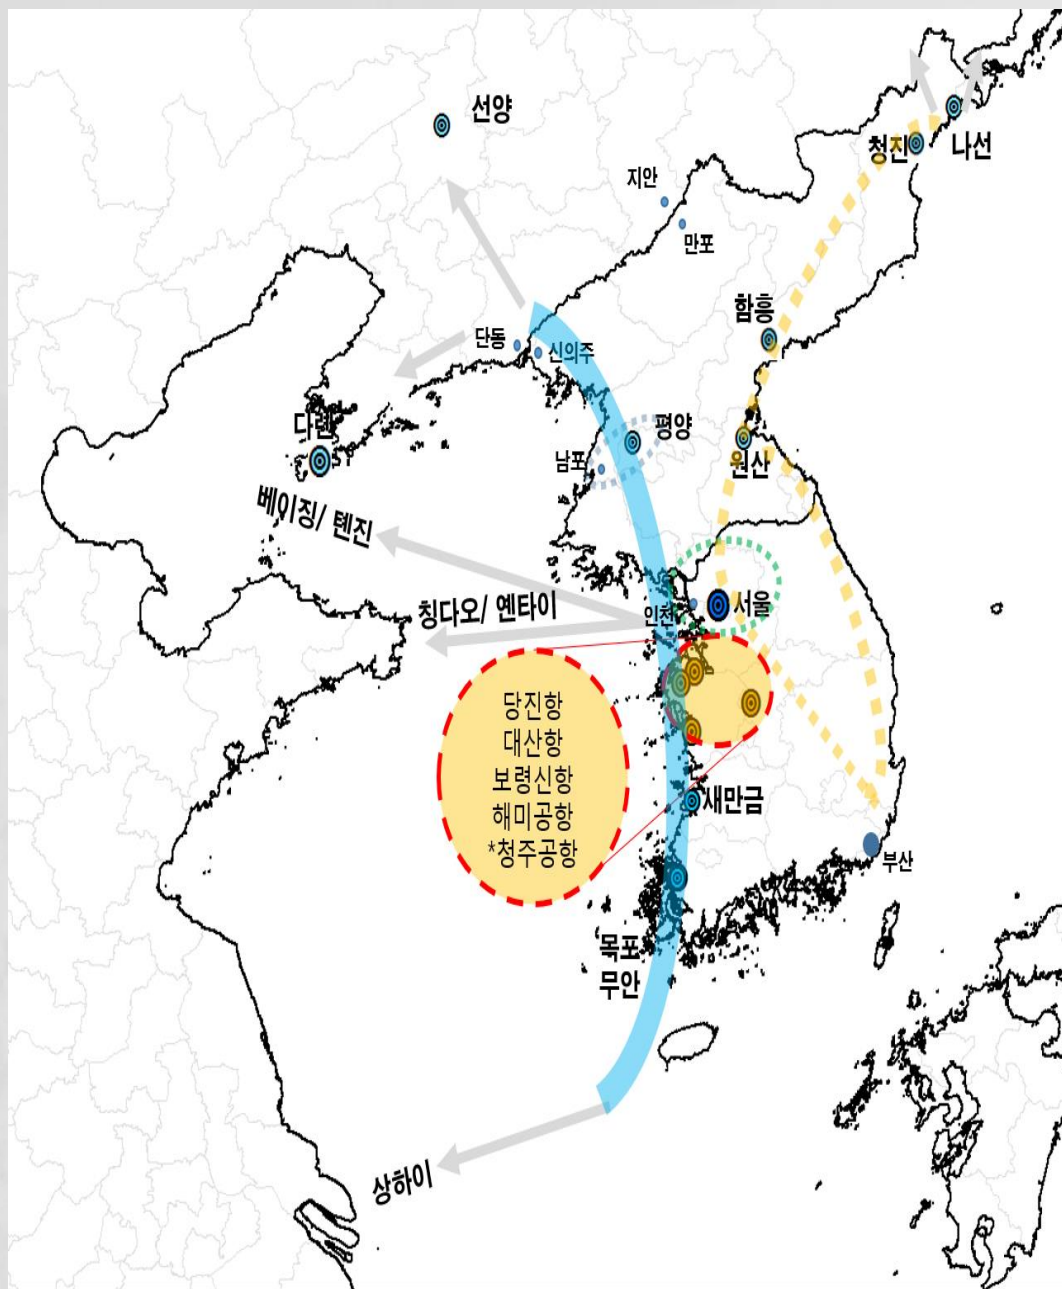 선양
청진
나선
지안
만포
함흥
단동
신의주
다롄
평양
원산
남포
베이징/ 톈진
칭다오/ 옌타이
인천
서울
당진항
대산항
보령신항
해미공항
*청주공항
새만금
부산
목포
무안
상하이